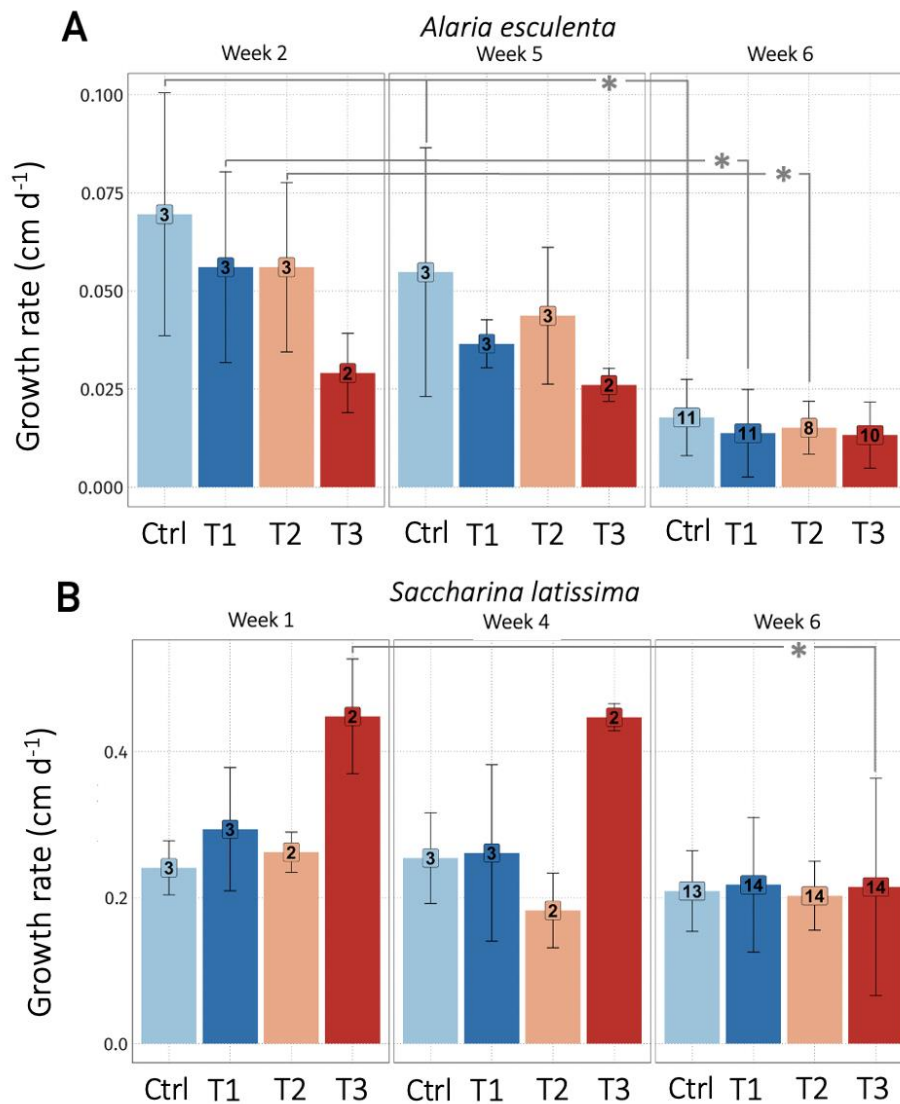 A
Alaria esculenta
Week 2 Week 5 Week 6
Growth rate (cm d-1)
0.100
0.075
0.050
0.025
0.000
* * *
3 3 3 2 3 3 3 2 11 11 8 10
Ctrl T1 T2 T3 Ctrl T1 T2 T3 Ctrl T1 T2 T3
B
Saccharina latissima
Week 1 Week 4 Week 6
Growth rate (cm d-1)
0.4
0.2
0.0
*
3 3 2 2 3 3 2 2 13 14 14 14
Ctrl T1 T2 T3 Ctrl T1 T2 T3 Ctrl T1 T2 T3